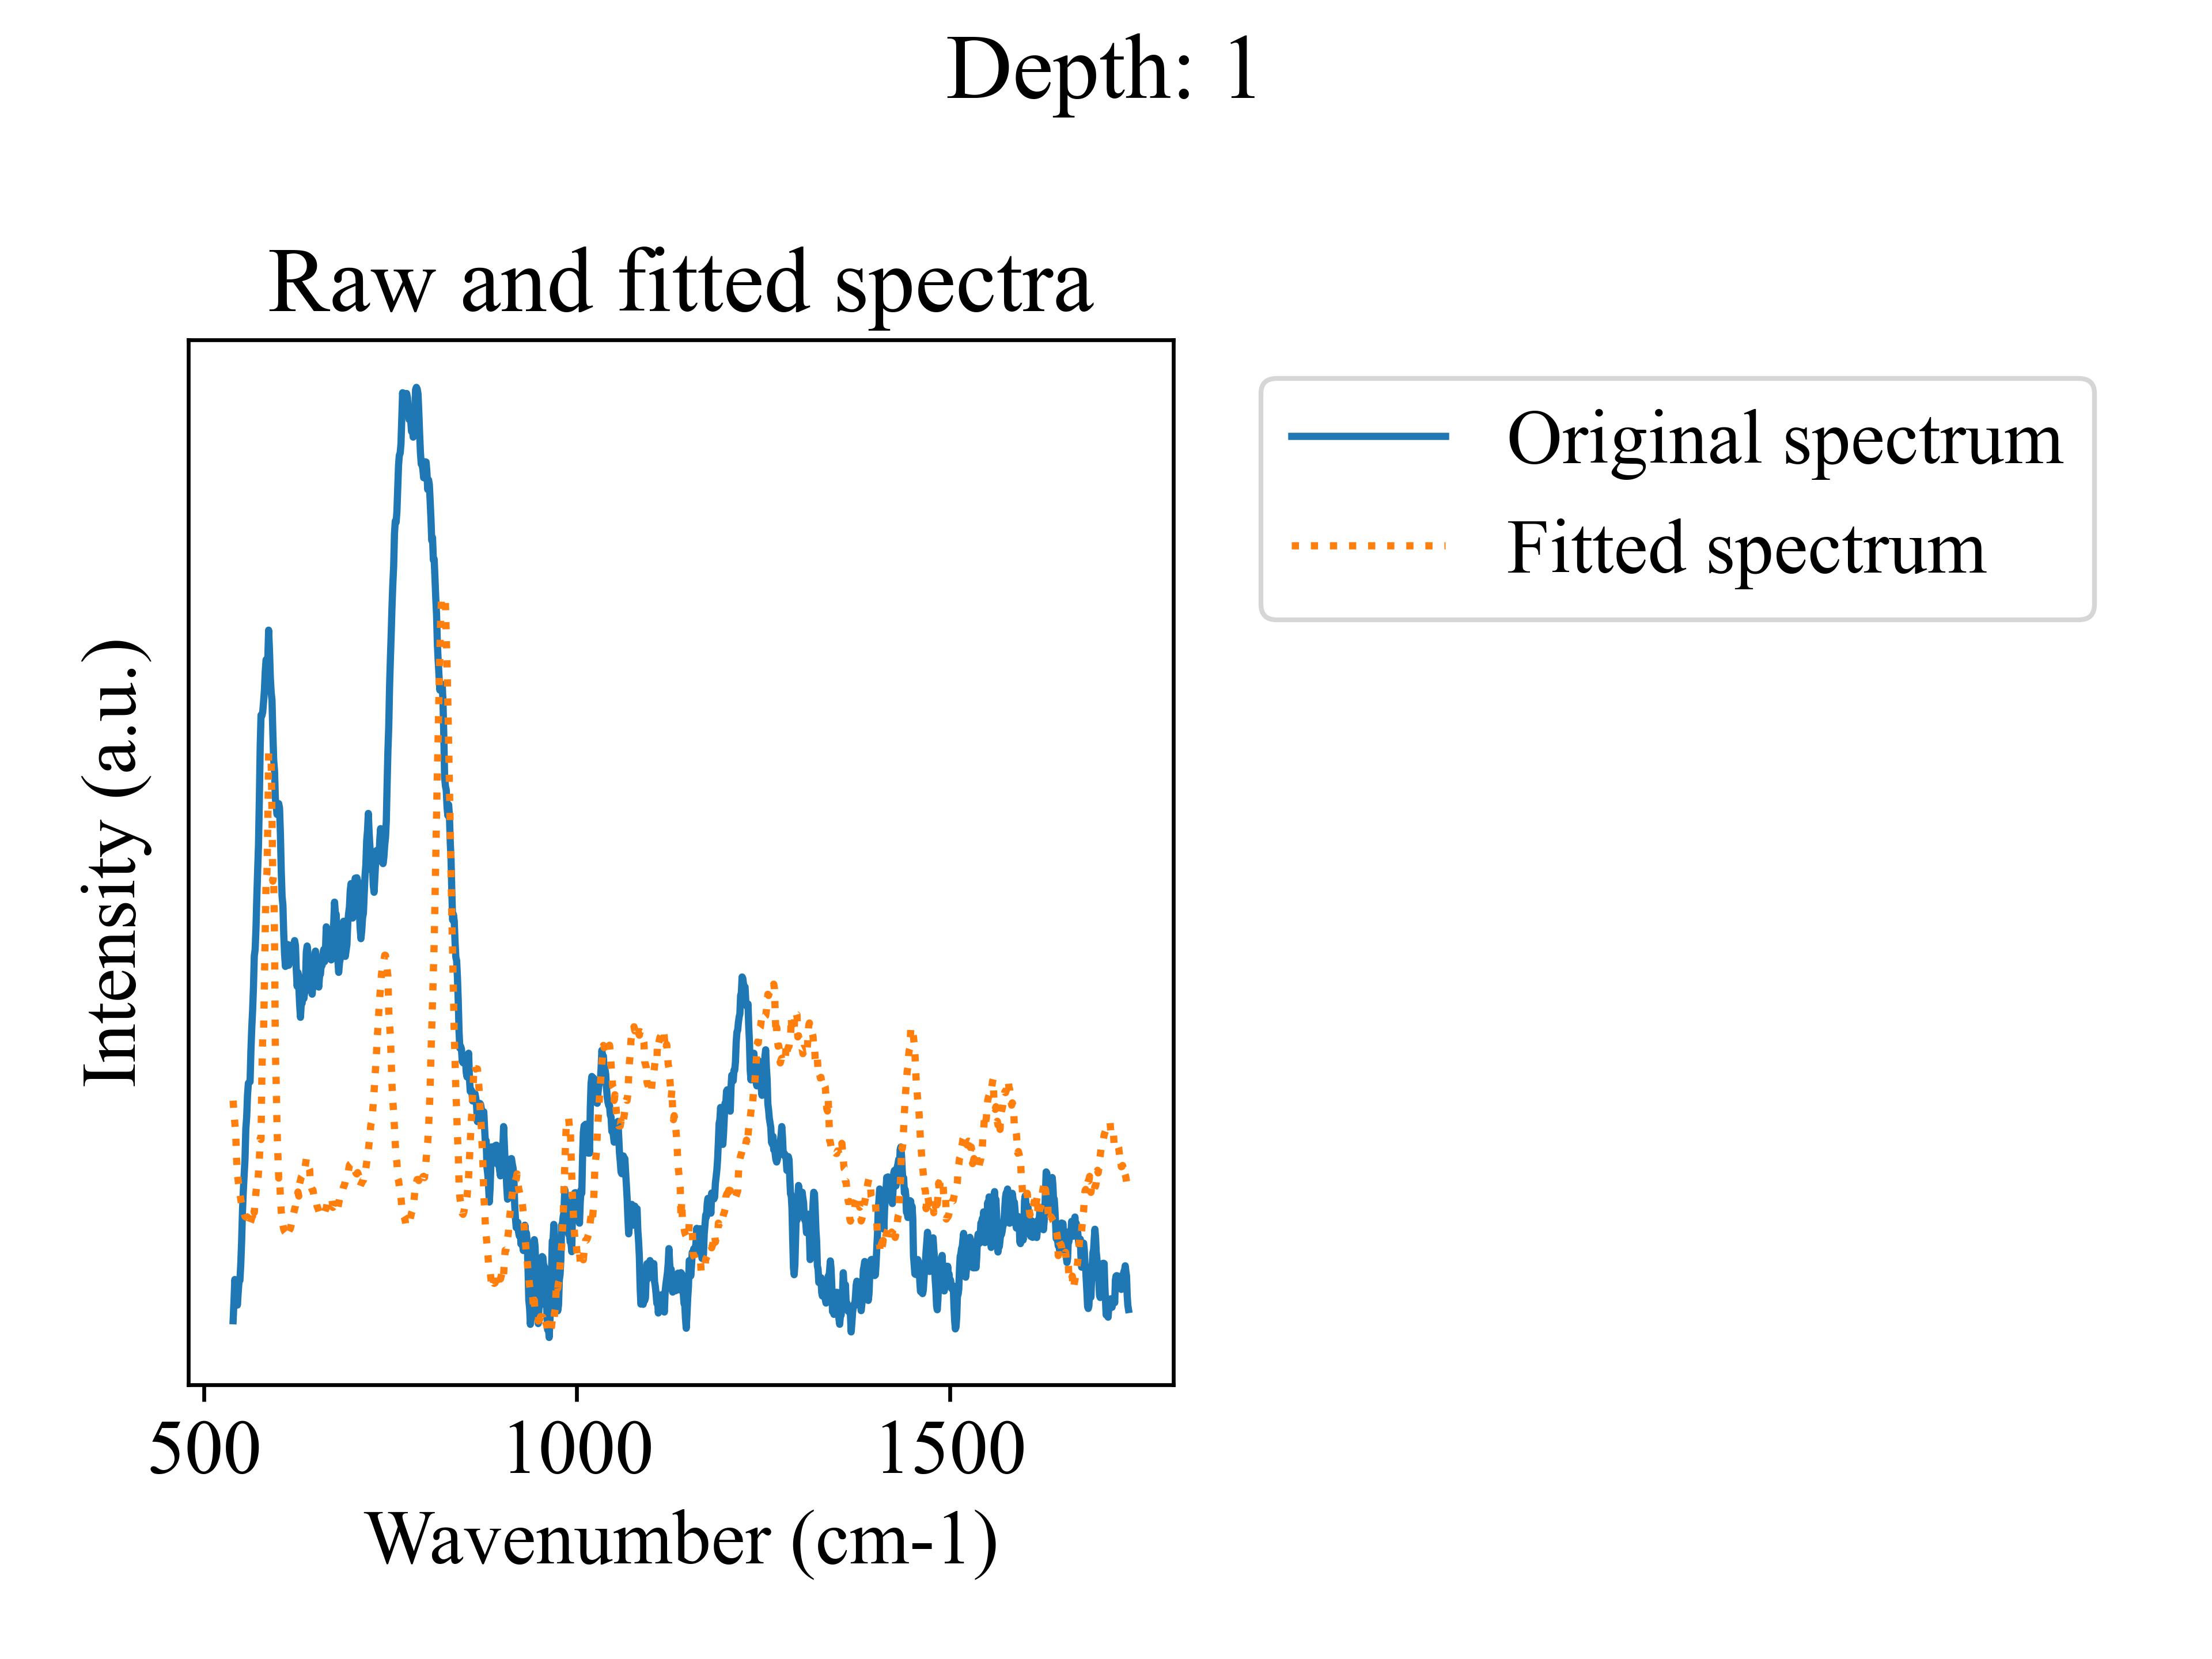 Depth: 1
Raw and fitted spectra
Original spectrum
Fitted spectrum
Intensity (a.u.)
500 1000 1500
Wavenumber (cm-1)